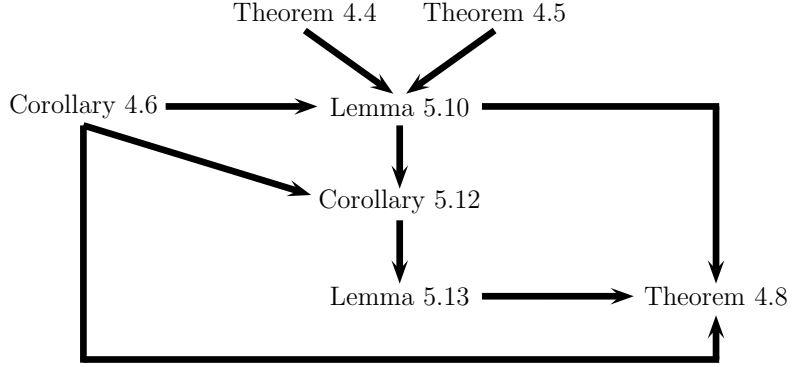 Theorem 4.4 Theorem 4.5
Corollary 4.6 Lemma 5.10
Corollary 5.12
Lemma 5.13 Theorem 4.8